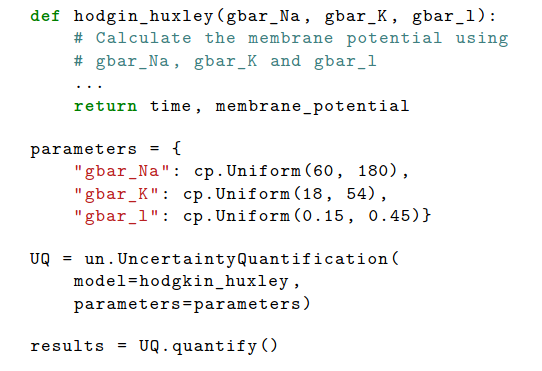 def hodgin_huxley(gbar_Na, gbar_K, gbar_l):
    # Calculate the membrane potential using
    # gbar_Na, gbar_K and gbar_l
    ...
    return time, membrane_potential

parameters = {
    "gbar_Na": cp.Uniform(60, 180),
    "gbar_K": cp.Uniform(18, 54),
    "gbar_l": cp.Uniform(0.15, 0.45)}

UQ = un.UncertaintyQuantification(
    model=hodgkin_huxley,
    parameters=parameters)

results = UQ.quantify()